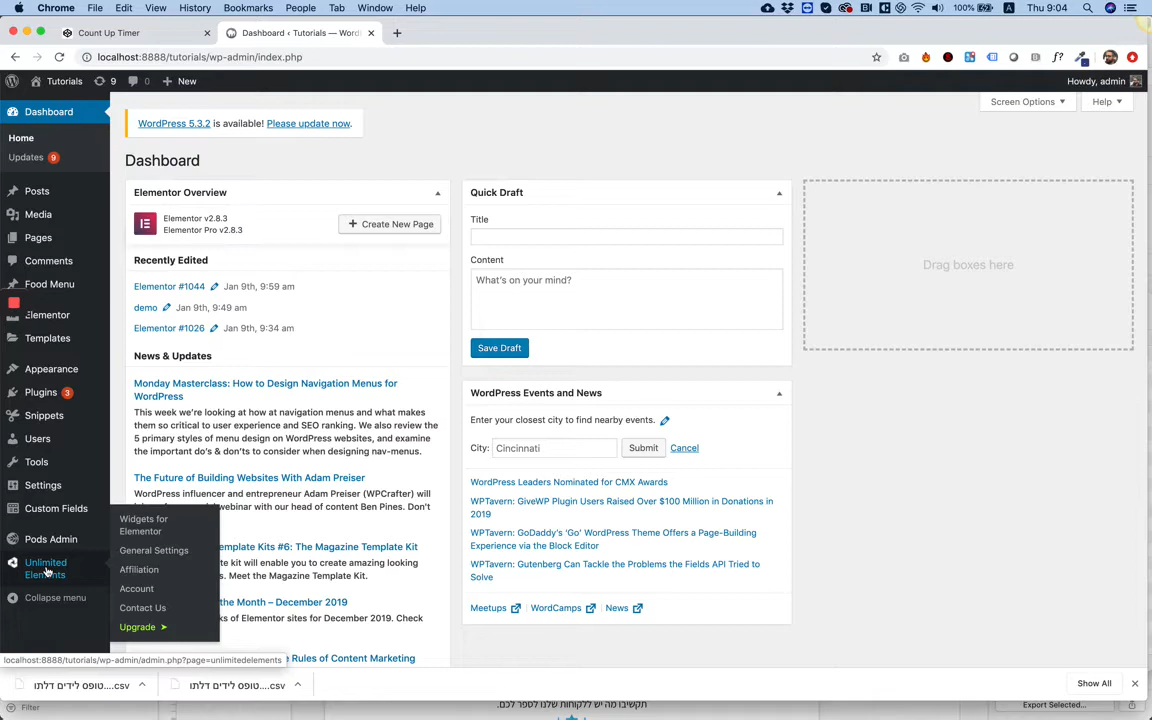 Chrome File Edit View History Bookmarks People Tab Window Help 100% Thu 9:04
Count Up Timer
Dashboard ‹ Tutorials — Word
localhost:8888/tutorials/wp-admin/index.php
Tutorials 9 0 New
Howdy, admin
Dashboard
Home
Updates 9
Posts
Media
Pages
Comments
Food Menu
Elementor
Templates
Appearance
Plugins 3
Snippets
Users
Tools
Settings
Custom Fields
Pods Admin
Unlimited
Elements
Collapse menu
Widgets for
Elementor
General Settings
Affiliation
Account
Contact Us
Upgrade ➤
Screen Options ▼
Help ▼
WordPress 5.3.2 is available! Please update now.
Dashboard
Elementor Overview
Elementor v2.8.3
Elementor Pro v2.8.3
Create New Page
Recently Edited
Elementor #1044 Jan 9th, 9:59 am
demo Jan 9th, 9:49 am
Elementor #1026 Jan 9th, 9:34 am
News & Updates
Monday Masterclass: How to Design Navigation Menus for
WordPress
This week we're looking at how at navigation menus and what makes
them so critical to user experience and SEO ranking. We also review the
5 primary styles of menu design on WordPress websites, and examine
the important do's & don'ts to consider when designing nav-menus.
The Future of Building Websites With Adam Preiser
WordPress influencer and entrepreneur Adam Preiser (WPCrafter) will
webinar with our head of content Ben Pines. Don't
Template Kits #6: The Magazine Template Kit
kit will enable you to create amazing looking
s. Meet the Magazine Template Kit.
the Month – December 2019
ks of Elementor sites for December 2019. Check
e Rules of Content Marketing
Quick Draft
Title
Content
What's on your mind?
Save Draft
WordPress Events and News
Enter your closest city to find nearby events.
City: Cincinnati Submit Cancel
WordPress Leaders Nominated for CMX Awards
WPTavern: GiveWP Plugin Users Raised Over $100 Million in Donations in
2019
WPTavern: GoDaddy's 'Go' WordPress Theme Offers a Page-Building
Experience via the Block Editor
WPTavern: Gutenberg Can Tackle the Problems the Fields API Tried to
Solve
Meetups WordCamps News
Drag boxes here
localhost:8888/tutorials/wp-admin/admin.php?page=unlimitedelements
טופס לידים דלתו....csv
טופס לידים דלתו....csv
Show All
Filter
תקשיבו מה יש ללקוחות שלנו לספר לכם.
Export Selected...